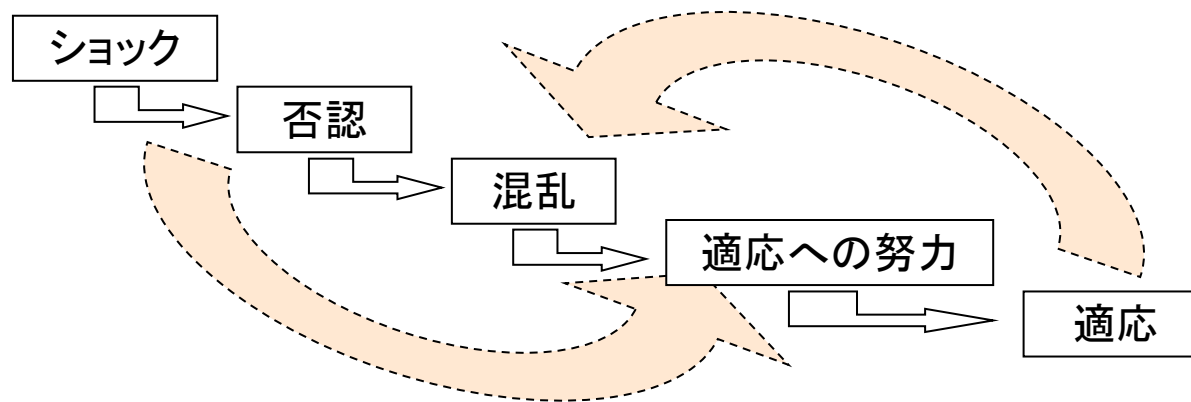 ショック
否認
混乱
適応への努力
適応